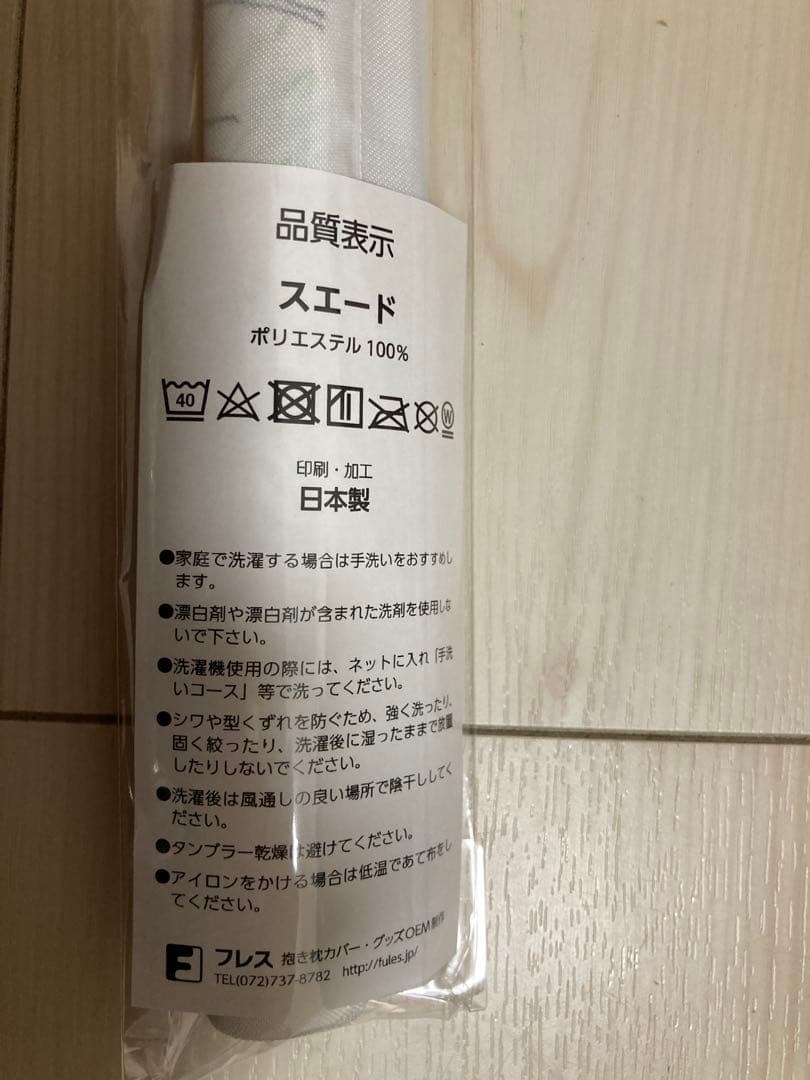 品質表示
スエード
ポリエステル 100%
40
W
印刷・加工
日本製
●家庭で洗濯する場合は手洗いをおすすめし
ます。
●漂白剤や漂白剤が含まれた洗剤を使用しな
いで下さい。
●洗濯機使用の際には、ネットに入れ「手洗
いコース」等で洗ってください。
●シワや型くずれを防ぐため、強く洗ったり、
固く絞ったり、洗濯後に湿ったままで放置
したりしないでください。
●洗濯後は風通しの良い場所で陰干ししてく
ださい。
●タンブラー乾燥は避けてください。
●アイロンをかける場合は低温であて布をし
てください。
フレス 抱き枕カバー・グッズOEM制作
TEL(072)737-8782 http://fules.jp/